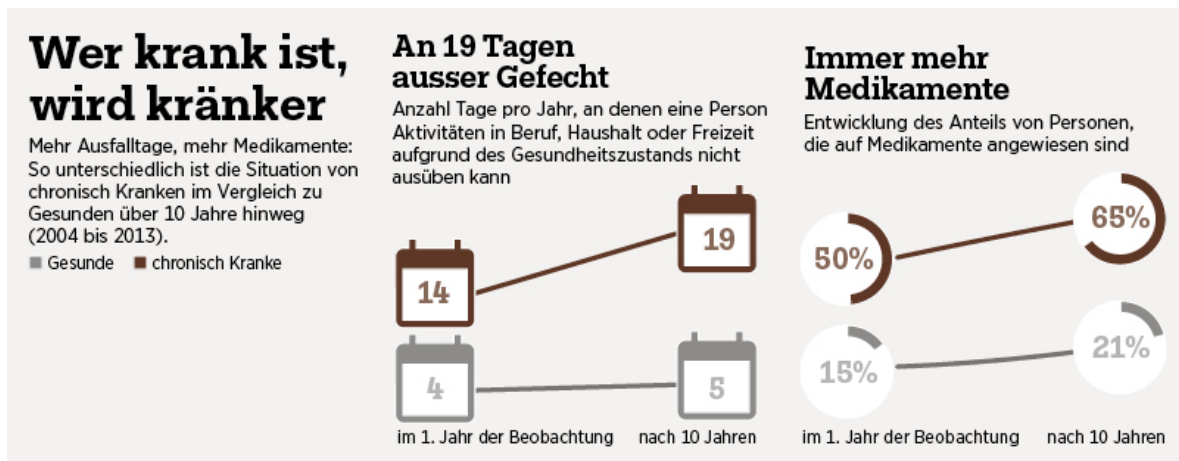 Wer krank ist,
wird kränker
Mehr Ausfalltage, mehr Medikamente:
So unterschiedlich ist die Situation von
chronisch Kranken im Vergleich zu
Gesunden über 10 Jahre hinweg
(2004 bis 2013).
Gesunde chronisch Kranke
An 19 Tagen
ausser Gefecht
Anzahl Tage pro Jahr, an denen eine Person
Aktivitäten in Beruf, Haushalt oder Freizeit
aufgrund des Gesundheitszustands nicht
ausüben kann
14
19
4
5
im 1. Jahr der Beobachtung nach 10 Jahren
Immer mehr
Medikamente
Entwicklung des Anteils von Personen,
die auf Medikamente angewiesen sind
50%
65%
15%
21%
im 1. Jahr der Beobachtung nach 10 Jahren